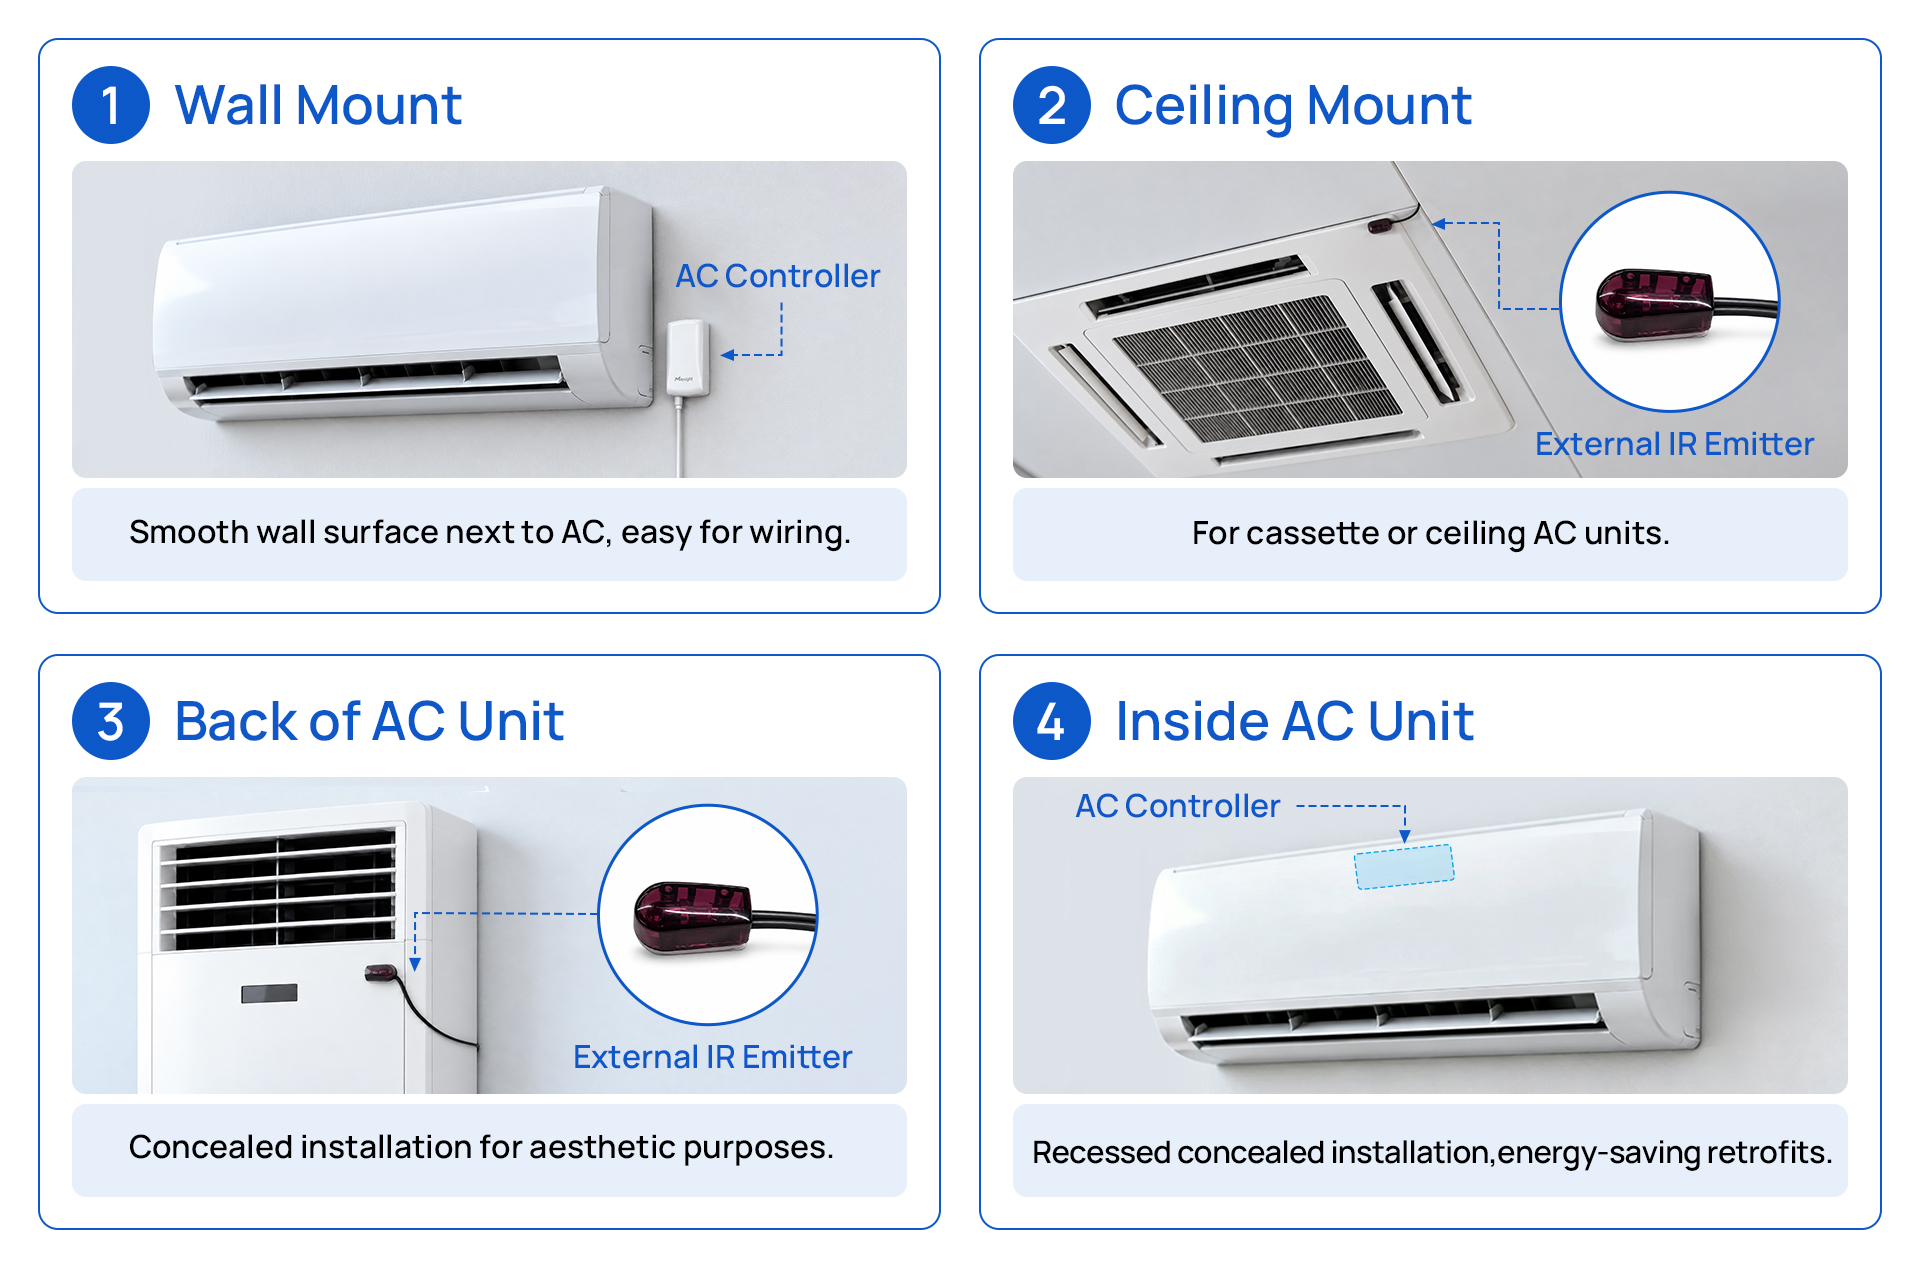 1 Wall Mount
AC Controller
Milesight
Smooth wall surface next to AC, easy for wiring.
2 Ceiling Mount
External IR Emitter
For cassette or ceiling AC units.
3 Back of AC Unit
External IR Emitter
Concealed installation for aesthetic purposes.
4 Inside AC Unit
AC Controller
Recessed concealed installation,energy-saving retrofits.